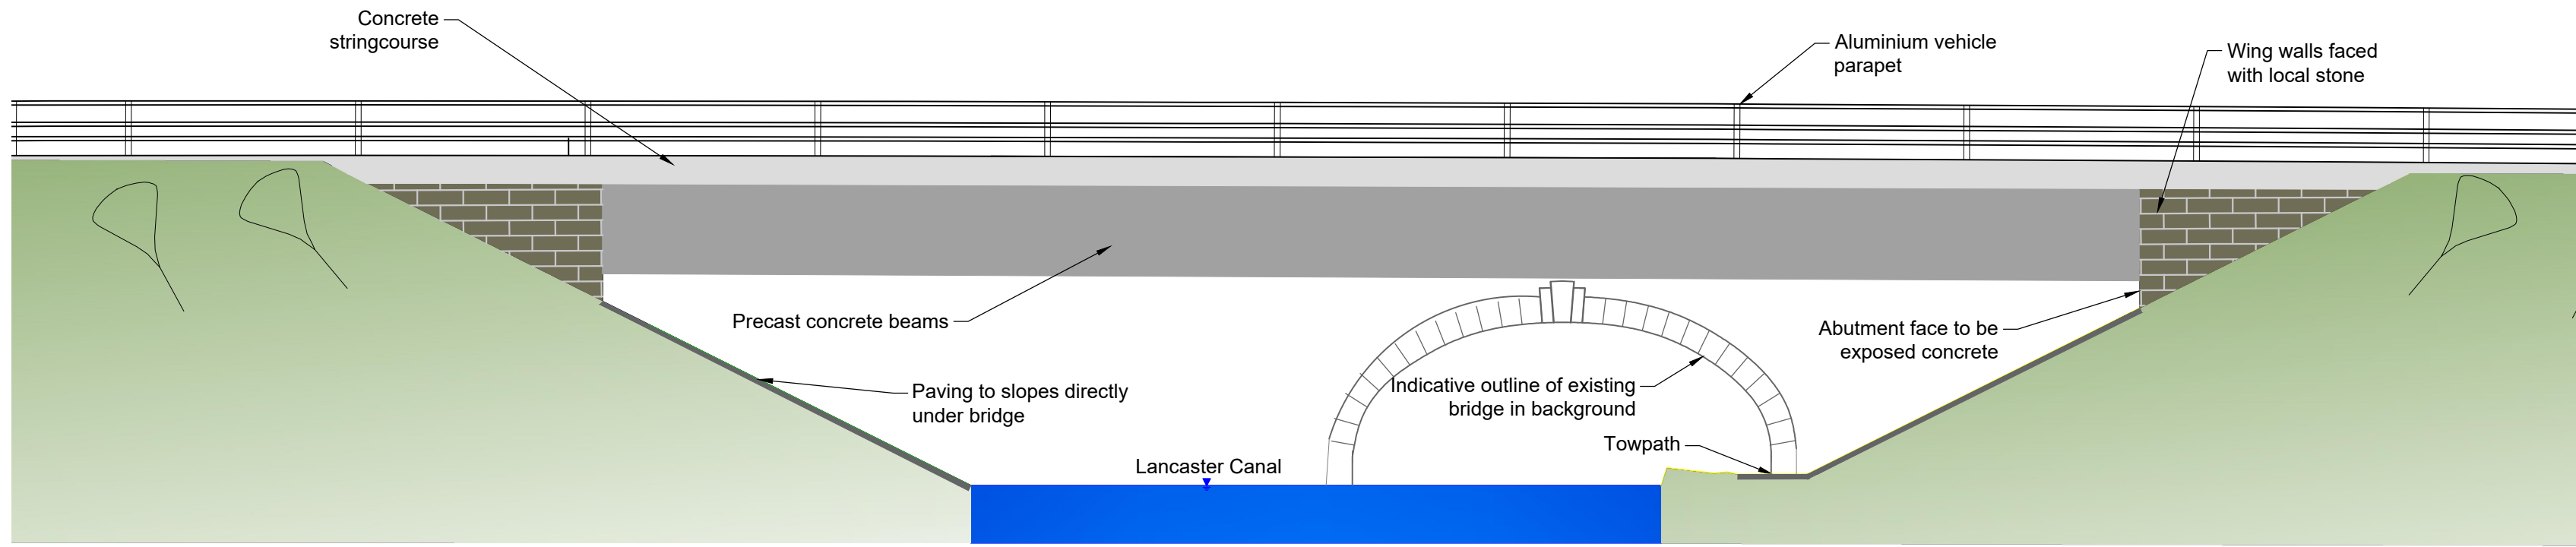 Concrete
stringcourse
Aluminium vehicle
parapet
Wing walls faced
with local stone
Precast concrete beams
Abutment face to be
exposed concrete
Paving to slopes directly
under bridge
Indicative outline of existing
bridge in background
Towpath
Lancaster Canal